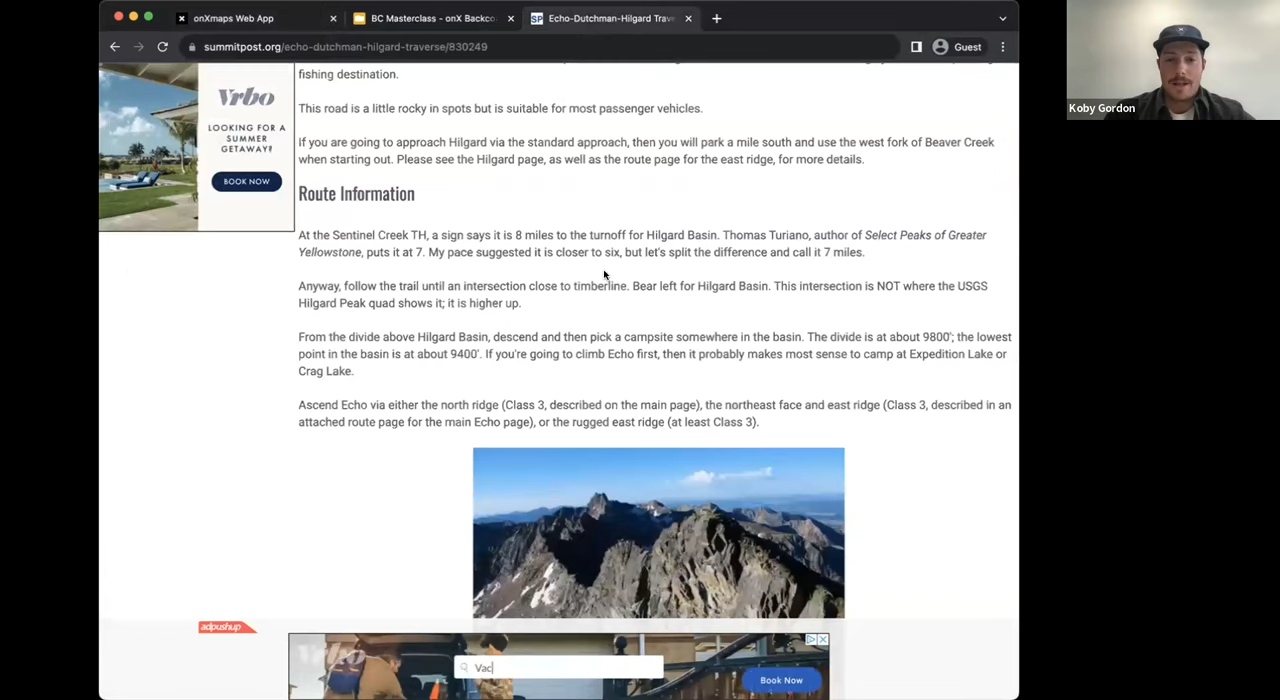 onXmaps Web App
BC Masterclass - onX Backco
SP Echo-Dutchman-Hilgard Trav
summitpost.org/echo-dutchman-hilgard-traverse/830249
Guest
Koby Gordon
Vrbo
LOOKING FOR A
SUMMER
GETAWAY?
BOOK NOW
fishing destination.
This road is a little rocky in spots but is suitable for most passenger vehicles.
If you are going to approach Hilgard via the standard approach, then you will park a mile south and use the west fork of Beaver Creek
when starting out. Please see the Hilgard page, as well as the route page for the east ridge, for more details.
Route Information
At the Sentinel Creek TH, a sign says it is 8 miles to the turnoff for Hilgard Basin. Thomas Turiano, author of Select Peaks of Greater
Yellowstone, puts it at 7. My pace suggested it is closer to six, but let's split the difference and call it 7 miles.
Anyway, follow the trail until an intersection close to timberline. Bear left for Hilgard Basin. This intersection is NOT where the USGS
Hilgard Peak quad shows it; it is higher up.
From the divide above Hilgard Basin, descend and then pick a campsite somewhere in the basin. The divide is at about 9800'; the lowest
point in the basin is at about 9400'. If you're going to climb Echo first, then it probably makes most sense to camp at Expedition Lake or
Crag Lake.
Ascend Echo via either the north ridge (Class 3, described on the main page), the northeast face and east ridge (Class 3, described in an
attached route page for the main Echo page), or the rugged east ridge (at least Class 3).
adpushup
Vrbo
Vac
Book Now